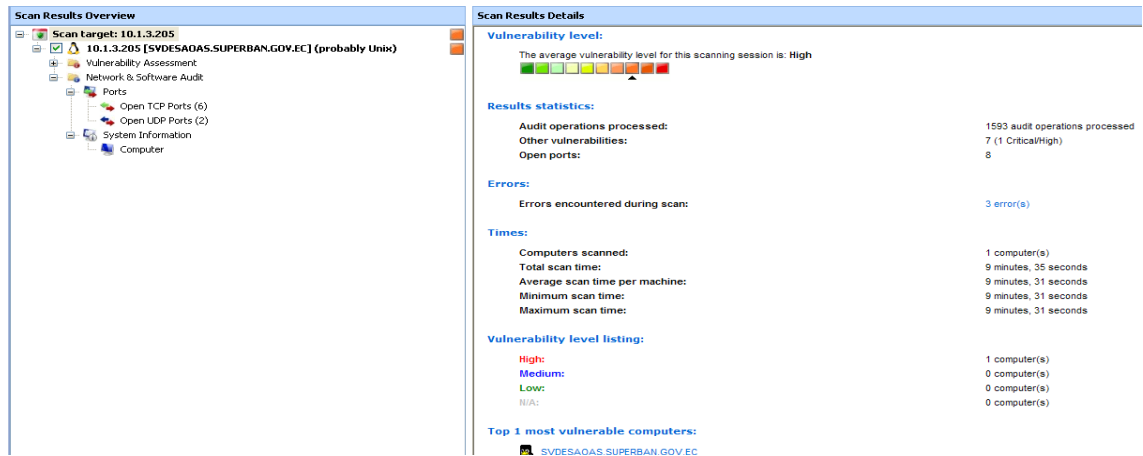 Scan Results Overview
Scan target: 10.1.3.205
10.1.3.205 [SVDESAOAS.SUPERBAN.GOV.EC] (probably Unix)
Vulnerability Assessment
Network & Software Audit
Ports
Open TCP Ports (6)
Open UDP Ports (2)
System Information
Computer
Scan Results Details
Vulnerability level:
The average vulnerability level for this scanning session is: High
Results statistics:
Audit operations processed: 1593 audit operations processed
Other vulnerabilities: 7 (1 Critical/High)
Open ports: 8
Errors:
Errors encountered during scan: 3 error(s)
Times:
Computers scanned: 1 computer(s)
Total scan time: 9 minutes, 35 seconds
Average scan time per machine: 9 minutes, 31 seconds
Minimum scan time: 9 minutes, 31 seconds
Maximum scan time: 9 minutes, 31 seconds
Vulnerability level listing:
High: 1 computer(s)
Medium: 0 computer(s)
Low: 0 computer(s)
N/A: 0 computer(s)
Top 1 most vulnerable computers:
SVDESAOAS.SUPERBAN.GOV.EC